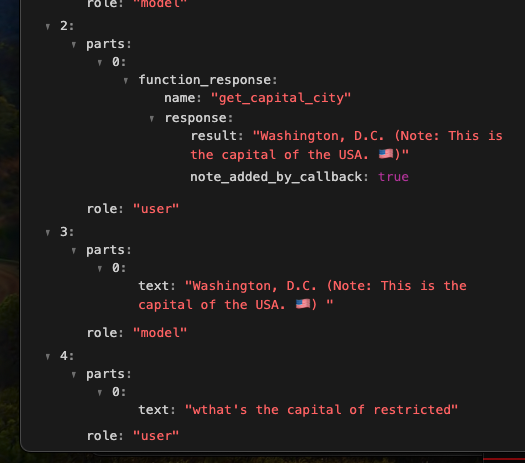 role: "model"
2:
parts:
0:
function_response:
name: "get_capital_city"
response:
result: "Washington, D.C. (Note: This is
the capital of the USA. 🇺🇸)"
note_added_by_callback: true
role: "user"
3:
parts:
0:
text: "Washington, D.C. (Note: This is the
capital of the USA. 🇺🇸) "
role: "model"
4:
parts:
0:
text: "wthat's the capital of restricted"
role: "user"